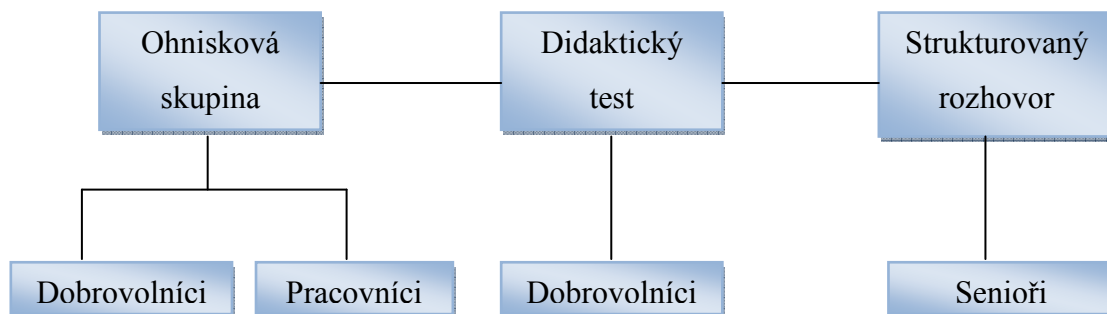 Ohnisková
skupina
Didaktický
test
Strukturovaný
rozhovor
Dobrovolníci
Pracovníci
Dobrovolníci
Senioři